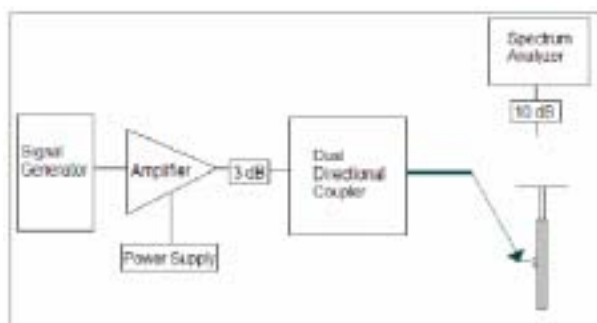 Spectrum
Analyzer
10 dB
Signal
Generator
Amplifier
3 dB
Dual
Directional
Coupler
Power Supply